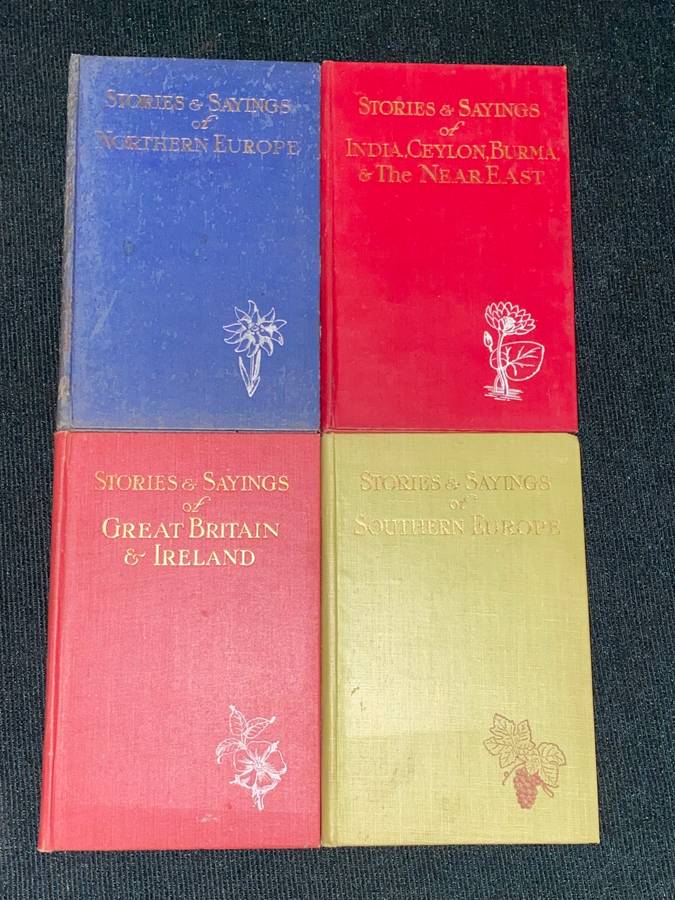 STORIES & SAYINGS
of
NORTHERN EUROPE
STORIES & SAYINGS
of
INDIA, CEYLON, BURMA,
& The NEAR EAST
STORIES & SAYINGS
of
GREAT BRITAIN
& IRELAND
STORIES & SAYINGS
of
SOUTHERN EUROPE